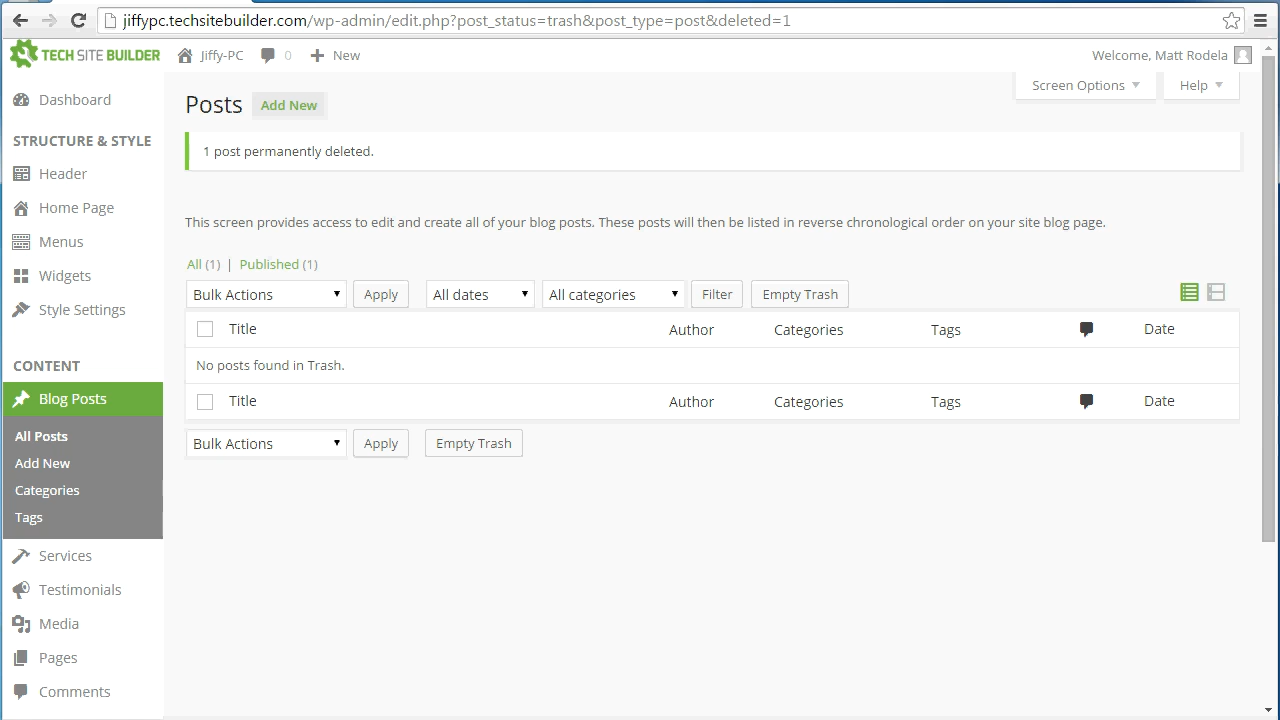 jiffypc.techsitebuilder.com/wp-admin/edit.php?post_status=trash&post_type=post&deleted=1
TECH SITE BUILDER Jiffy-PC 0 New Welcome, Matt Rodela
Screen Options Help
Posts Add New
1 post permanently deleted.
This screen provides access to edit and create all of your blog posts. These posts will then be listed in reverse chronological order on your site blog page.
All (1) | Published (1)
Bulk Actions Apply All dates All categories Filter Empty Trash
Title Author Categories Tags Date
No posts found in Trash.
Title Author Categories Tags Date
Bulk Actions Apply Empty Trash
Dashboard
STRUCTURE & STYLE
Header
Home Page
Menus
Widgets
Style Settings
CONTENT
Blog Posts
All Posts
Add New
Categories
Tags
Services
Testimonials
Media
Pages
Comments